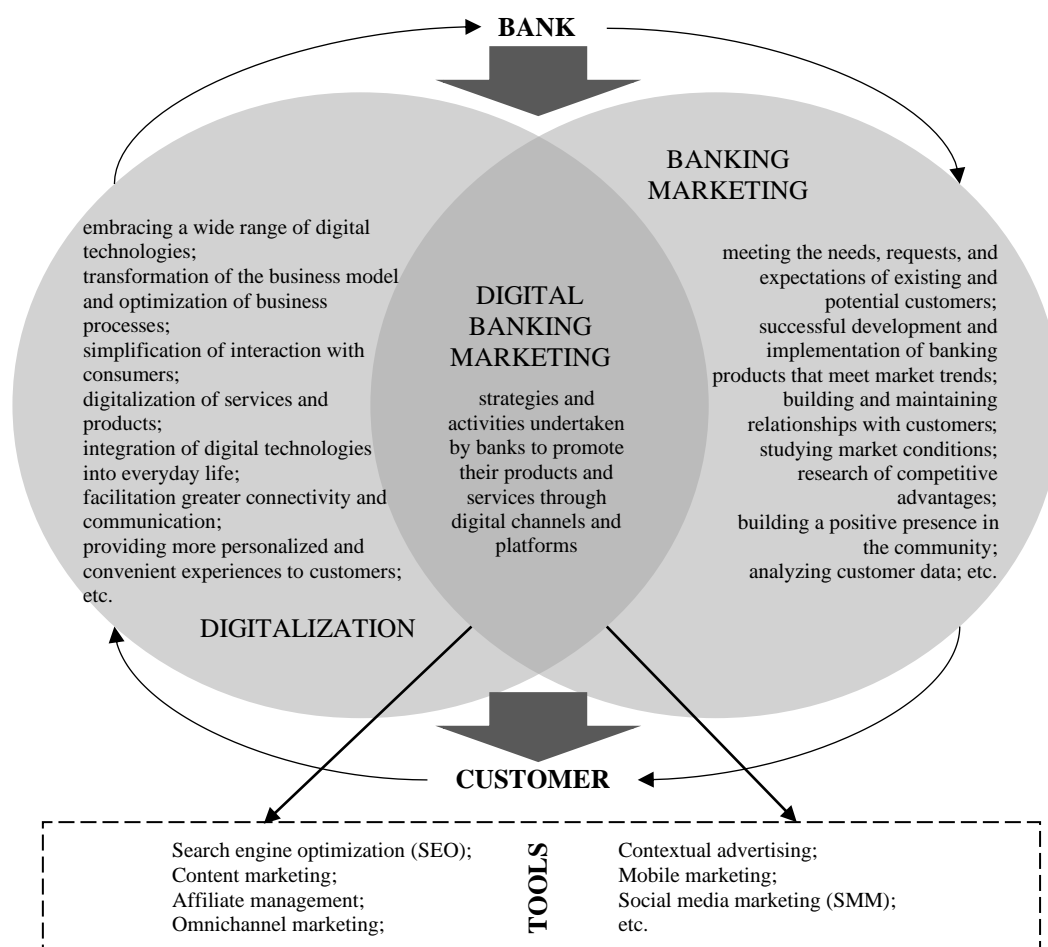 BANK
BANKING
MARKETING
embracing a wide range of digital
technologies;
transformation of the business model
and optimization of business
processes;
simplification of interaction with
consumers;
digitalization of services and
products;
integration of digital technologies
into everyday life;
facilitation greater connectivity and
communication;
providing more personalized and
convenient experiences to customers;
etc.
DIGITALIZATION
DIGITAL
BANKING
MARKETING
strategies and
activities undertaken
by banks to promote
their products and
services through
digital channels and
platforms
meeting the needs, requests, and
expectations of existing and
potential customers;
successful development and
implementation of banking
products that meet market trends;
building and maintaining
relationships with customers;
studying market conditions;
research of competitive
advantages;
building a positive presence in
the community;
analyzing customer data; etc.
CUSTOMER
Search engine optimization (SEO);
Content marketing;
Affiliate management;
Omnichannel marketing;
TOOLS
Contextual advertising;
Mobile marketing;
Social media marketing (SMM);
etc.